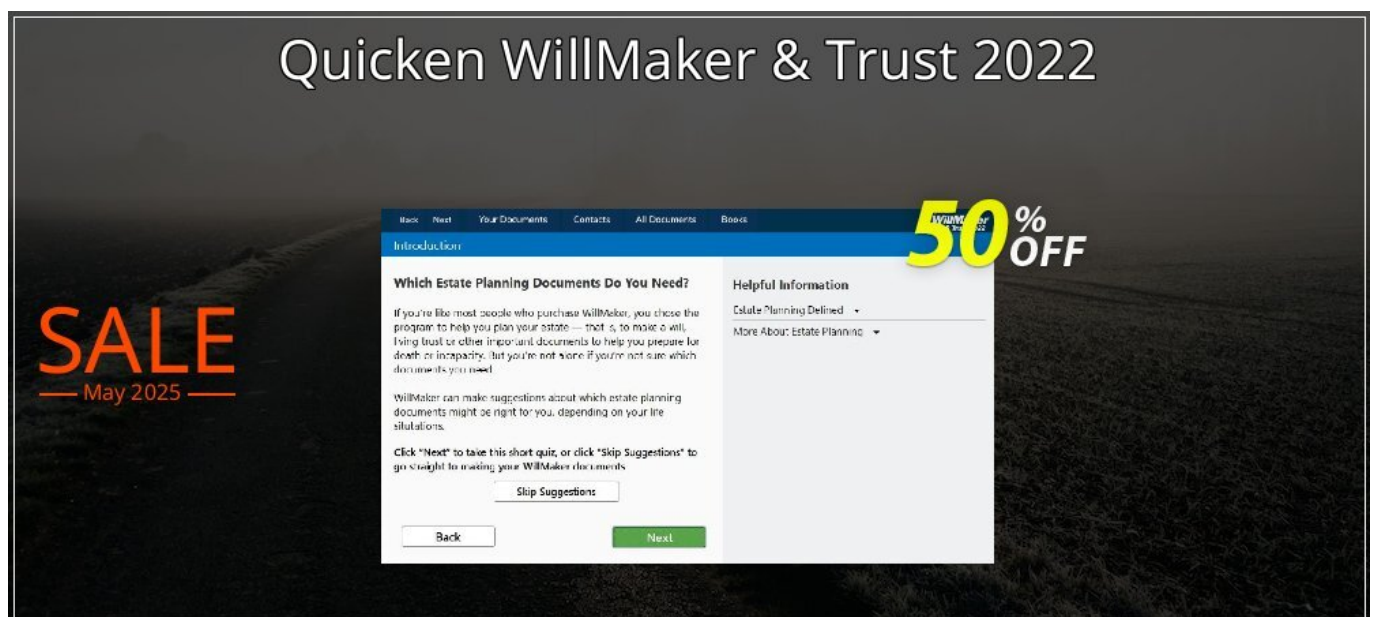 Quicken WillMaker & Trust 2022
50
%
OFF
SALE
May 2025
Back Next Your Documents Contacts All Documents Books
Introduction
Which Estate Planning Documents Do You Need?
If you're like most people who purchase WillMaker, you chose the
program to help you plan your estate — that is, to make a will,
living trust or other important documents to help you prepare for
death or incapacity. But you're not alone if you're not sure which
documents you need.
WillMaker can make suggestions about which estate planning
documents might be right for you, depending on your life
situtations.
Click "Next" to take this short quiz, or click "Skip Suggestions" to
go straight to making your WillMaker documents
Skip Suggestions
Back
Next
Helpful Information
Estate Planning Defined
More About Estate Planning